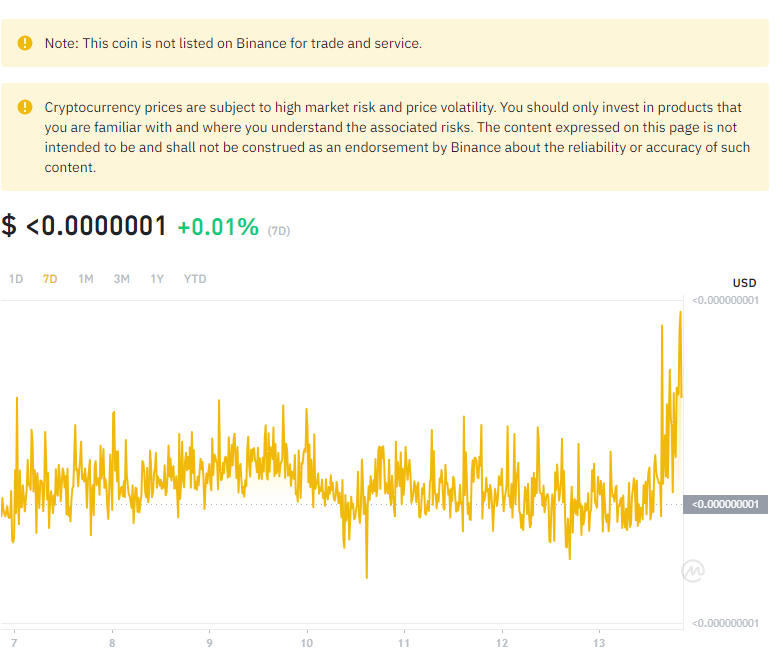 Note: This coin is not listed on Binance for trade and service.
Cryptocurrency prices are subject to high market risk and price volatility. You should only invest in products that
you are familiar with and where you understand the associated risks. The content expressed on this page is not
intended to be and shall not be construed as an endorsement by Binance about the reliability or accuracy of such
content.
$ <0.0000001 +0.01% (7D)
1D 7D 1M 3M 1Y YTD
USD
<0.000000001
<0.000000001
<0.000000001
7 8 9 10 11 12 13